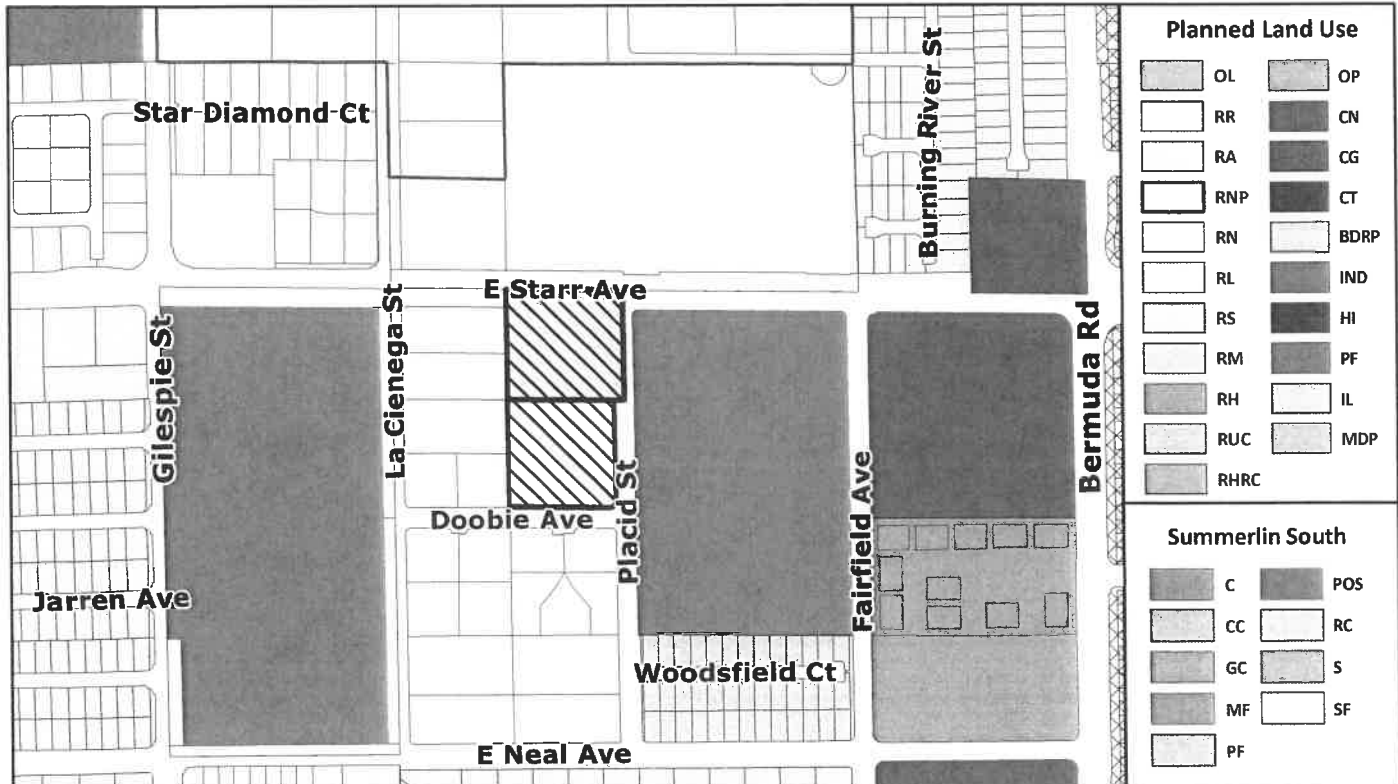 Star Diamond Ct
Burning River St
E Starr Ave
Gilespie St
La Cienega St
Bermuda Rd
Placid St
Doobie Ave
Fairfield Ave
Jarren Ave
Woodsfield Ct
E Neal Ave
Planned Land Use
OL
OP
RR
CN
RA
CG
RNP
CT
RN
BDRP
RL
IND
RS
HI
RM
PF
RH
IL
RUC
MDP
RHRC
Summerlin South
C
POS
CC
RC
GC
S
MF
SF
PF